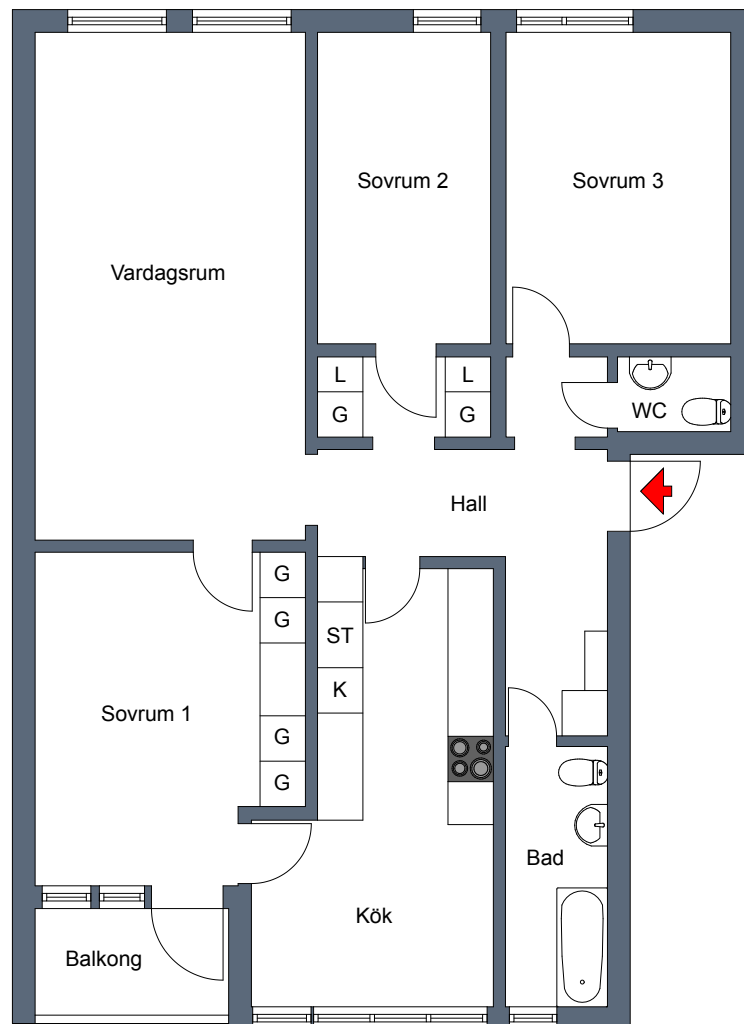 Sovrum 2
Sovrum 3
Vardagsrum
L
L
G
G
WC
Hall
G
G
ST
K
Sovrum 1
G
G
Bad
Kök
Balkong